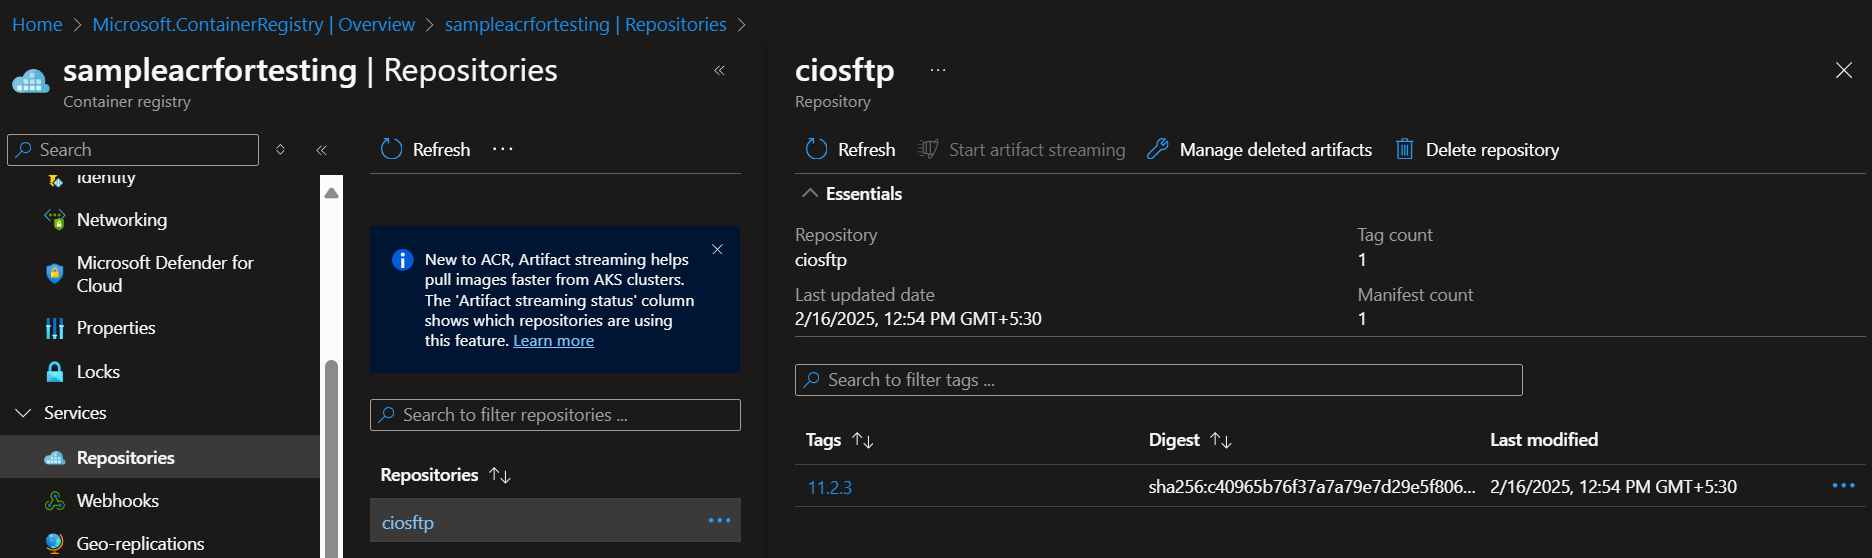 Home > Microsoft.ContainerRegistry | Overview > sampleacrfortesting | Repositories >
sampleacrfortesting | Repositories
Container registry
Search
Identity
Networking
Microsoft Defender for
Cloud
Properties
Locks
Services
Repositories
Webhooks
Geo-replications
Refresh
New to ACR, Artifact streaming helps
pull images faster from AKS clusters.
The 'Artifact streaming status' column
shows which repositories are using
this feature. Learn more
Search to filter repositories ...
Repositories
ciosftp
ciosftp
Repository
Refresh Start artifact streaming Manage deleted artifacts Delete repository
Essentials
Repository
ciosftp
Tag count
1
Last updated date
2/16/2025, 12:54 PM GMT+5:30
Manifest count
1
Search to filter tags ...
Tags Digest Last modified
11.2.3 sha256:c40965b76f37a7a79e7d29e5f806... 2/16/2025, 12:54 PM GMT+5:30